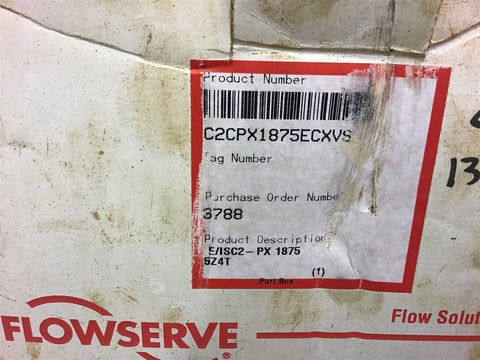 Product Number
C2CPX1875ECXVS
Tag Number
Purchase Order Number
3788
Product Description
E/ISC2-PX 1875
5Z4T
(1)
Part Box
13
FLOWSERVE
®
Flow Solut